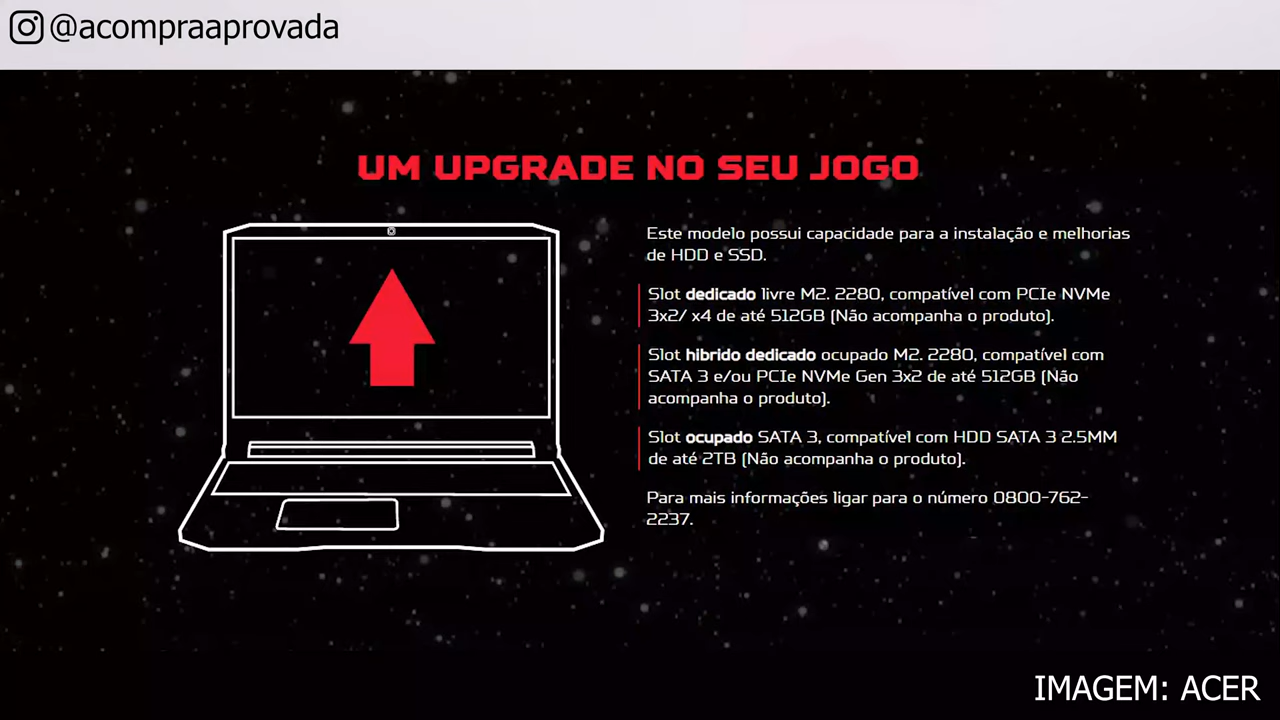 @acompraaprovada
UM UPGRADE NO SEU JOGO
Este modelo possui capacidade para a instalação e melhorias
de HDD e SSD.
Slot dedicado livre M2. 2280, compatível com PCIe NVMe
3x2/ x4 de até 512GB (Não acompanha o produto).
Slot hibrido dedicado ocupado M2. 2280, compatível com
SATA 3 e/ou PCIe NVMe Gen 3x2 de até 512GB (Não
acompanha o produto).
Slot ocupado SATA 3, compatível com HDD SATA 3 2.5MM
de até 2TB (Não acompanha o produto).
Para mais informações ligar para o número 0800-762-
2237.
IMAGEM: ACER